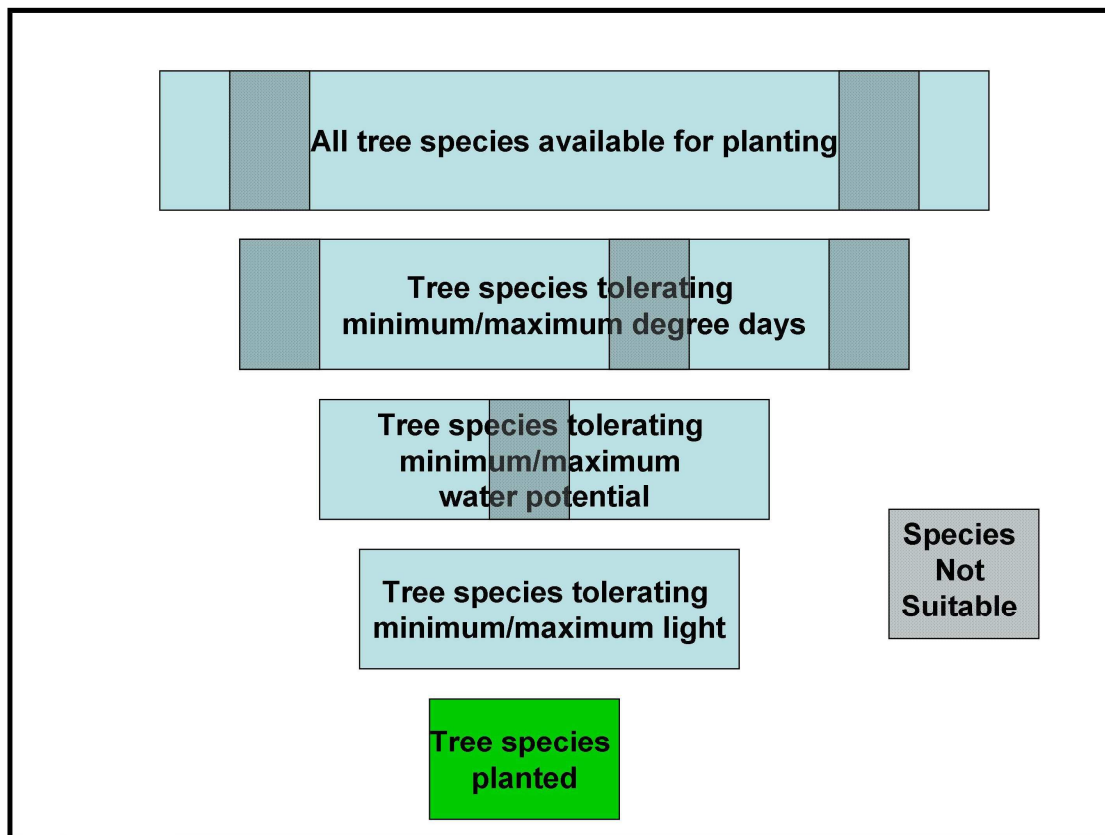 All tree species available for planting
Tree species tolerating
minimum/maximum degree days
Tree species tolerating
minimum/maximum
water potential
Species
Not
Suitable
Tree species tolerating
minimum/maximum light
Tree species
planted